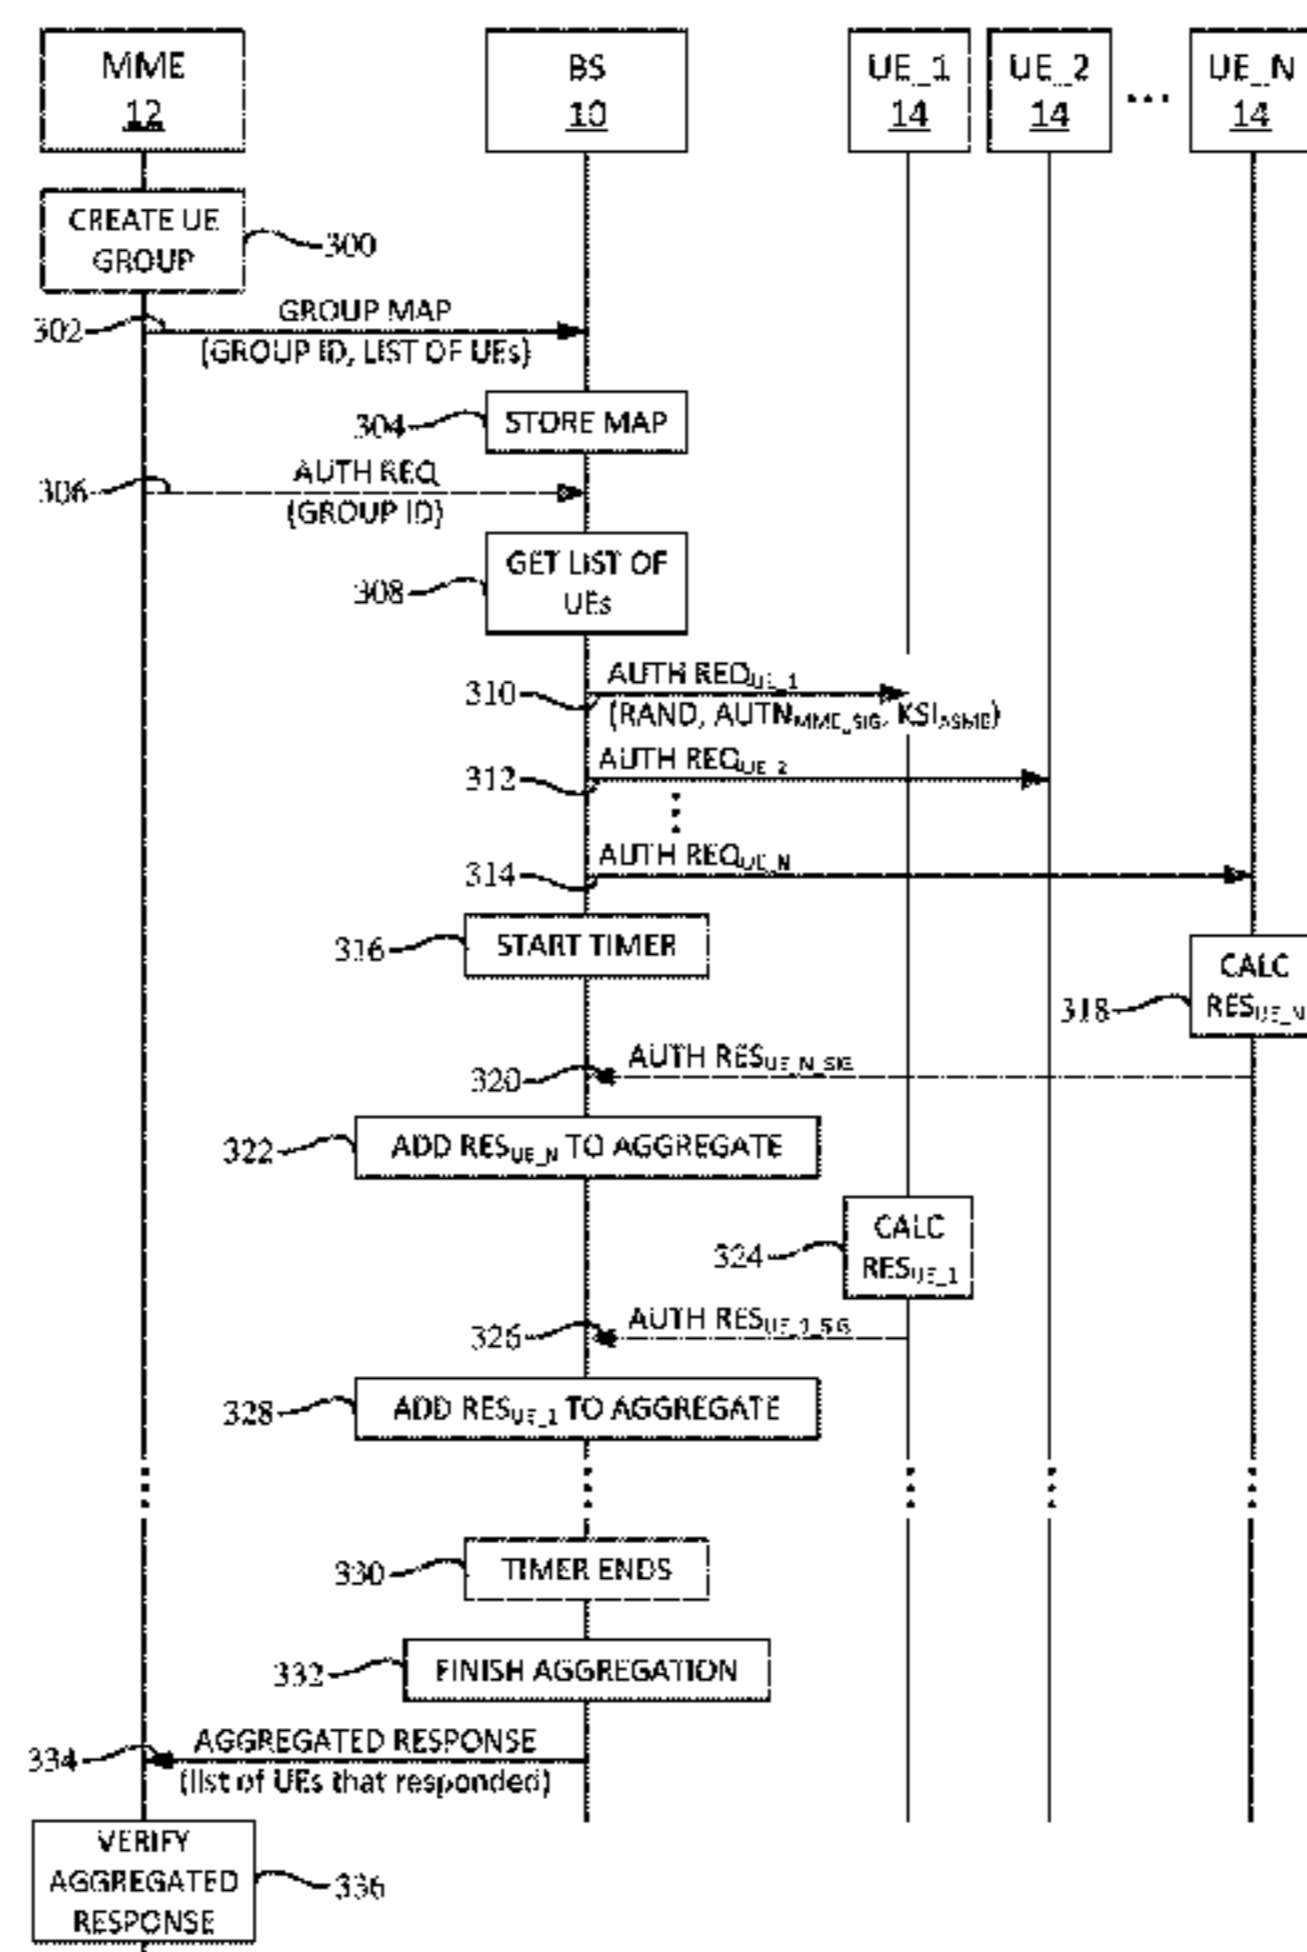 MME
12
BS
10
UE_1
14
UE_2
14
...
UE_N
14
CREATE UE
GROUP
300
GROUP MAP
302
(GROUP ID, LIST OF UEs)
304
STORE MAP
AUTH REQ
306
(GROUP ID)
GET LIST OF
UEs
308
AUTH REQUE_1
310
(RAND, AUTNMME_SIG, KSIASME)
AUTH REQUE_2
312
AUTH REQUE_N
314
316
START TIMER
CALC
RESUE_N
318
AUTH RESUE_N_SIG
320
322
ADD RESUE_N TO AGGREGATE
CALC
RESUE_1
324
AUTH RESUE_1_SIG
326
328
ADD RESUE_1 TO AGGREGATE
330
TIMER ENDS
332
FINISH AGGREGATION
AGGREGATED RESPONSE
334
(list of UEs that responded)
VERIFY
AGGREGATED
RESPONSE
336